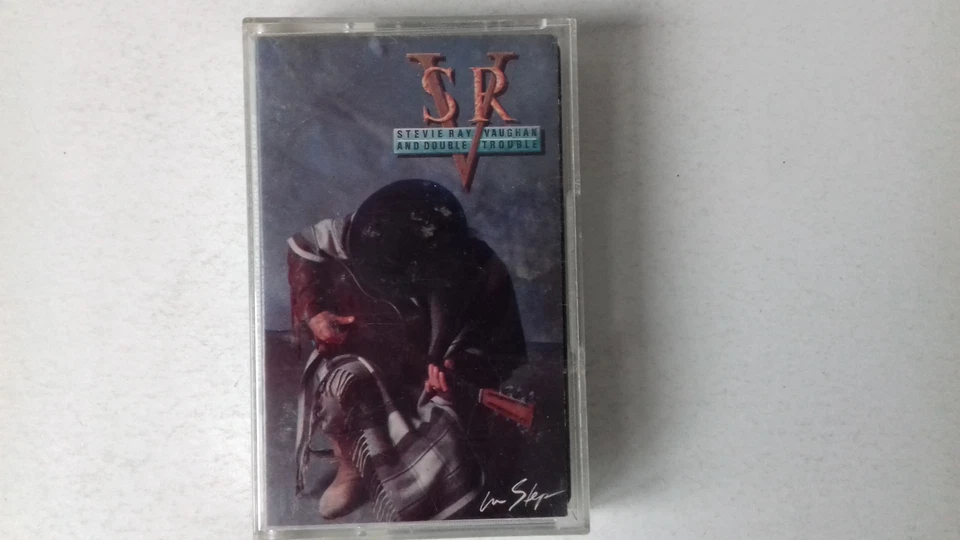 SRV
STEVIE RAY VAUGHAN
AND DOUBLE TROUBLE
In Step